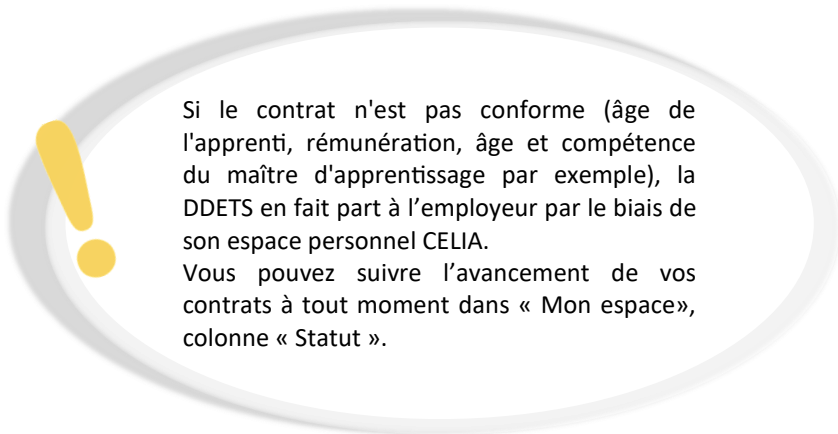 Si le contrat n'est pas conforme (âge de
l'apprenti, rémunération, âge et compétence
du maître d'apprentissage par exemple), la
DDETS en fait part à l’employeur par le biais de
son espace personnel CELIA.
Vous pouvez suivre l’avancement de vos
contrats à tout moment dans « Mon espace»,
colonne « Statut ».